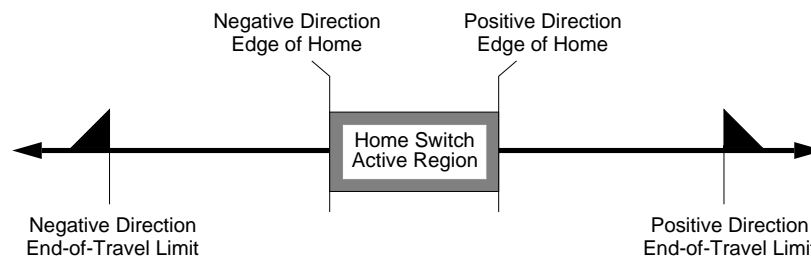 Negative Direction
Edge of Home
Positive Direction
Edge of Home
Home Switch
Active Region
Negative Direction
End-of-Travel Limit
Positive Direction
End-of-Travel Limit